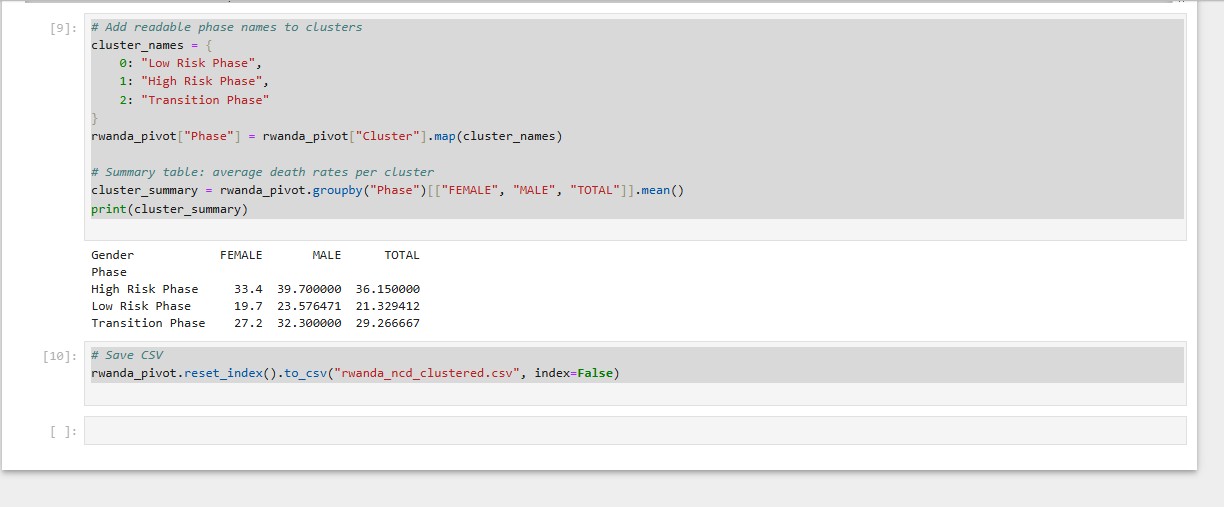 [9]: # Add readable phase names to clusters
cluster_names = {
    0: "Low Risk Phase",
    1: "High Risk Phase",
    2: "Transition Phase"
}
rwanda_pivot["Phase"] = rwanda_pivot["Cluster"].map(cluster_names)
# Summary table: average death rates per cluster
cluster_summary = rwanda_pivot.groupby("Phase")[["FEMALE", "MALE", "TOTAL"]].mean()
print(cluster_summary)
Gender            FEMALE       MALE      TOTAL
Phase
High Risk Phase     33.4  39.700000  36.150000
Low Risk Phase      19.7  23.576471  21.329412
Transition Phase    27.2  32.300000  29.266667
[10]: # Save CSV
rwanda_pivot.reset_index().to_csv("rwanda_ncd_clustered.csv", index=False)
[ ]: